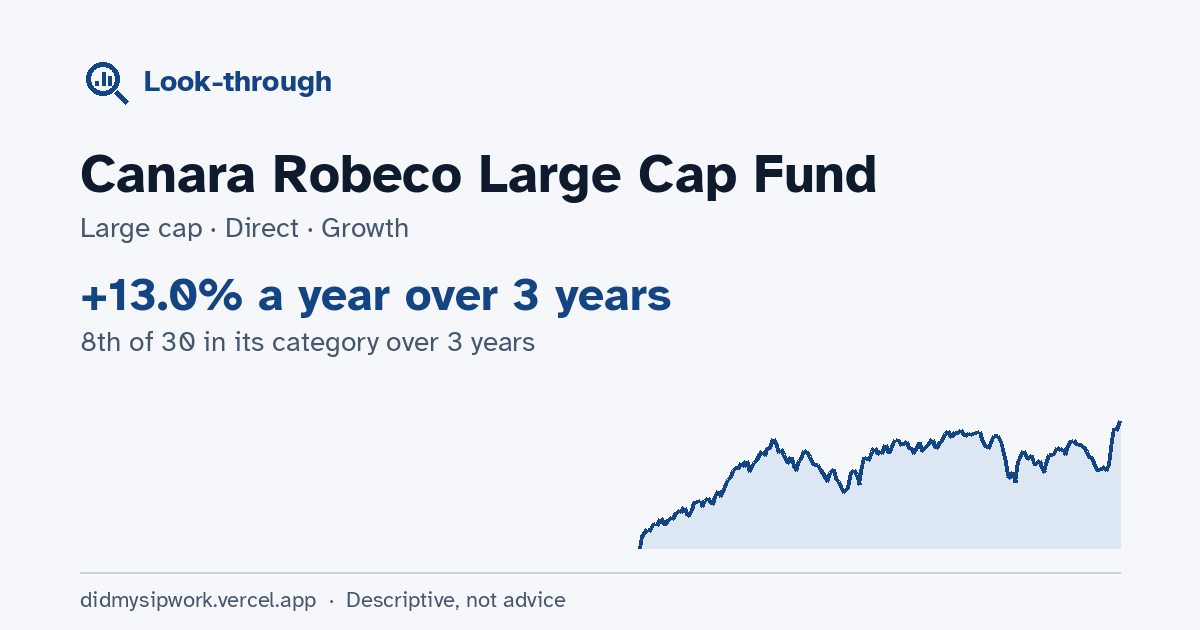 Look-through
Canara Robeco Large Cap Fund
Large cap · Direct · Growth
+13.0% a year over 3 years
8th of 30 in its category over 3 years
didmysipwork.vercel.app · Descriptive, not advice